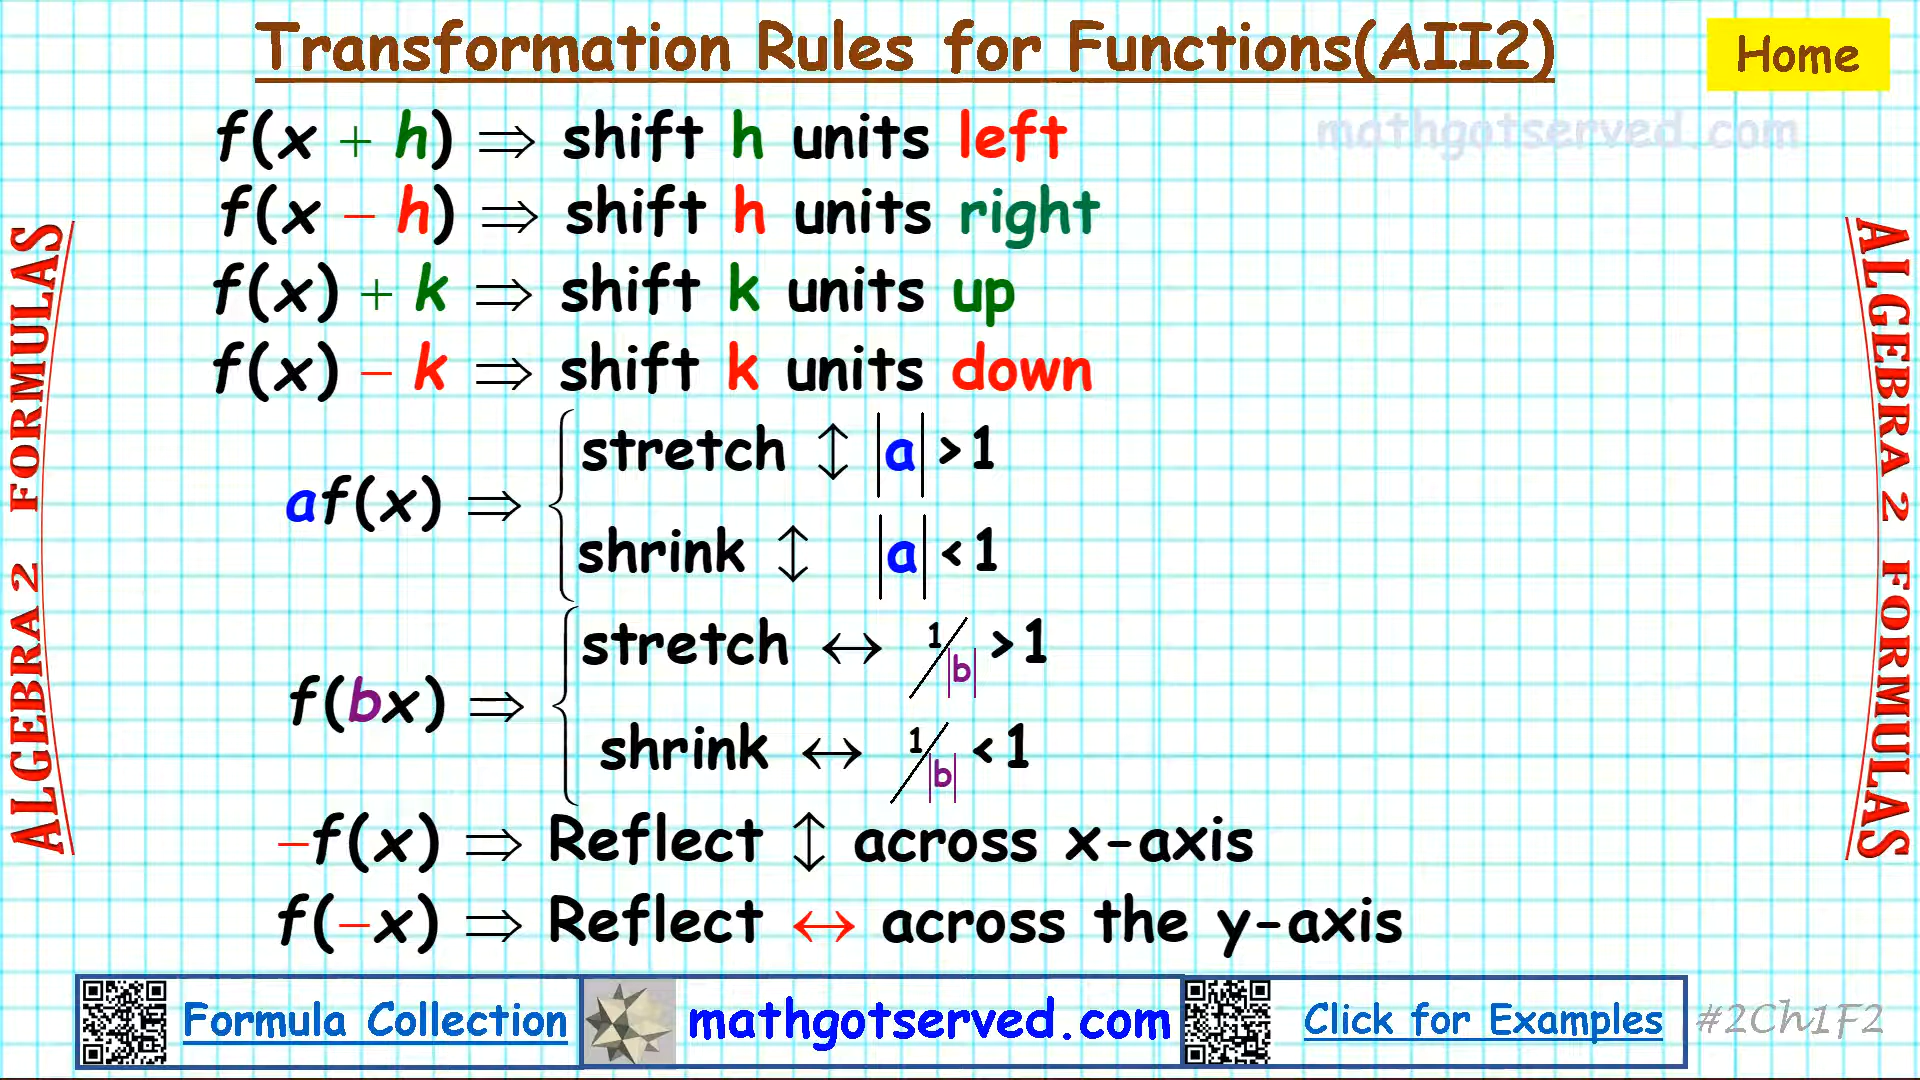 Transformation Rules for Functions(AII2)
Home
mathgotserved.com
f(x + h) ⇒ shift h units left
f(x − h) ⇒ shift h units right
f(x) + k ⇒ shift k units up
f(x) − k ⇒ shift k units down
af(x) ⇒ { stretch ↕ |a| > 1
shrink ↕ |a| < 1
f(bx) ⇒ { stretch ↔ 1/|b| > 1
shrink ↔ 1/|b| < 1
−f(x) ⇒ Reflect ↕ across x-axis
f(−x) ⇒ Reflect ↔ across the y-axis
ALGEBRA 2 FORMULAS
ALGEBRA 2 FORMULAS
Formula Collection
mathgotserved.com
Click for Examples
#2Ch1F2